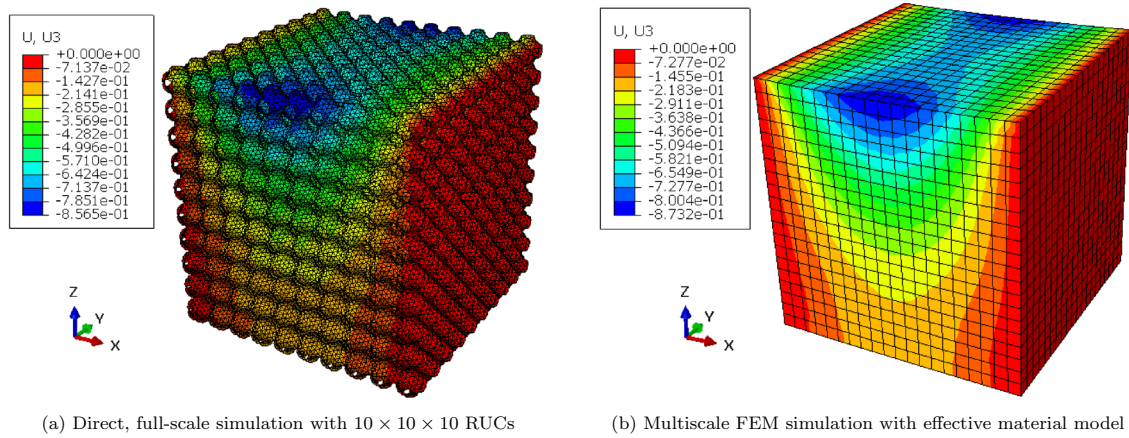 U, U3
+0.000e+00
-7.137e-02
-1.427e-01
-2.141e-01
-2.855e-01
-3.569e-01
-4.282e-01
-4.996e-01
-5.710e-01
-6.424e-01
-7.137e-01
-7.851e-01
-8.565e-01
Z
Y
X
(a) Direct, full-scale simulation with 10 × 10 × 10 RUCs
U, U3
+0.000e+00
-7.277e-02
-1.455e-01
-2.183e-01
-2.911e-01
-3.638e-01
-4.366e-01
-5.094e-01
-5.821e-01
-6.549e-01
-7.277e-01
-8.004e-01
-8.732e-01
Z
Y
X
(b) Multiscale FEM simulation with effective material model